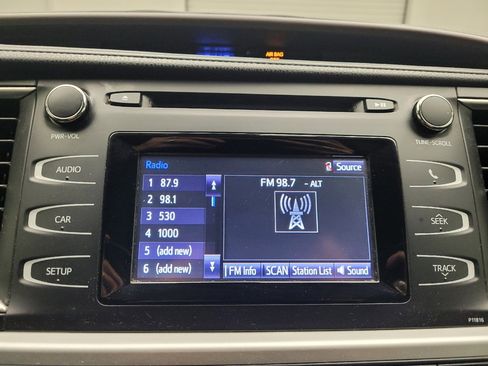 AIR BAG
PWR•VOL
TUNE•SCROLL
AUDIO
CAR
SETUP
Radio
Source
1 87.9
2 98.1
3 530
4 1000
5 (add new)
6 (add new)
FM 98.7 - ALT
FM Info
SCAN
Station List
Sound
SEEK
TRACK
P11816